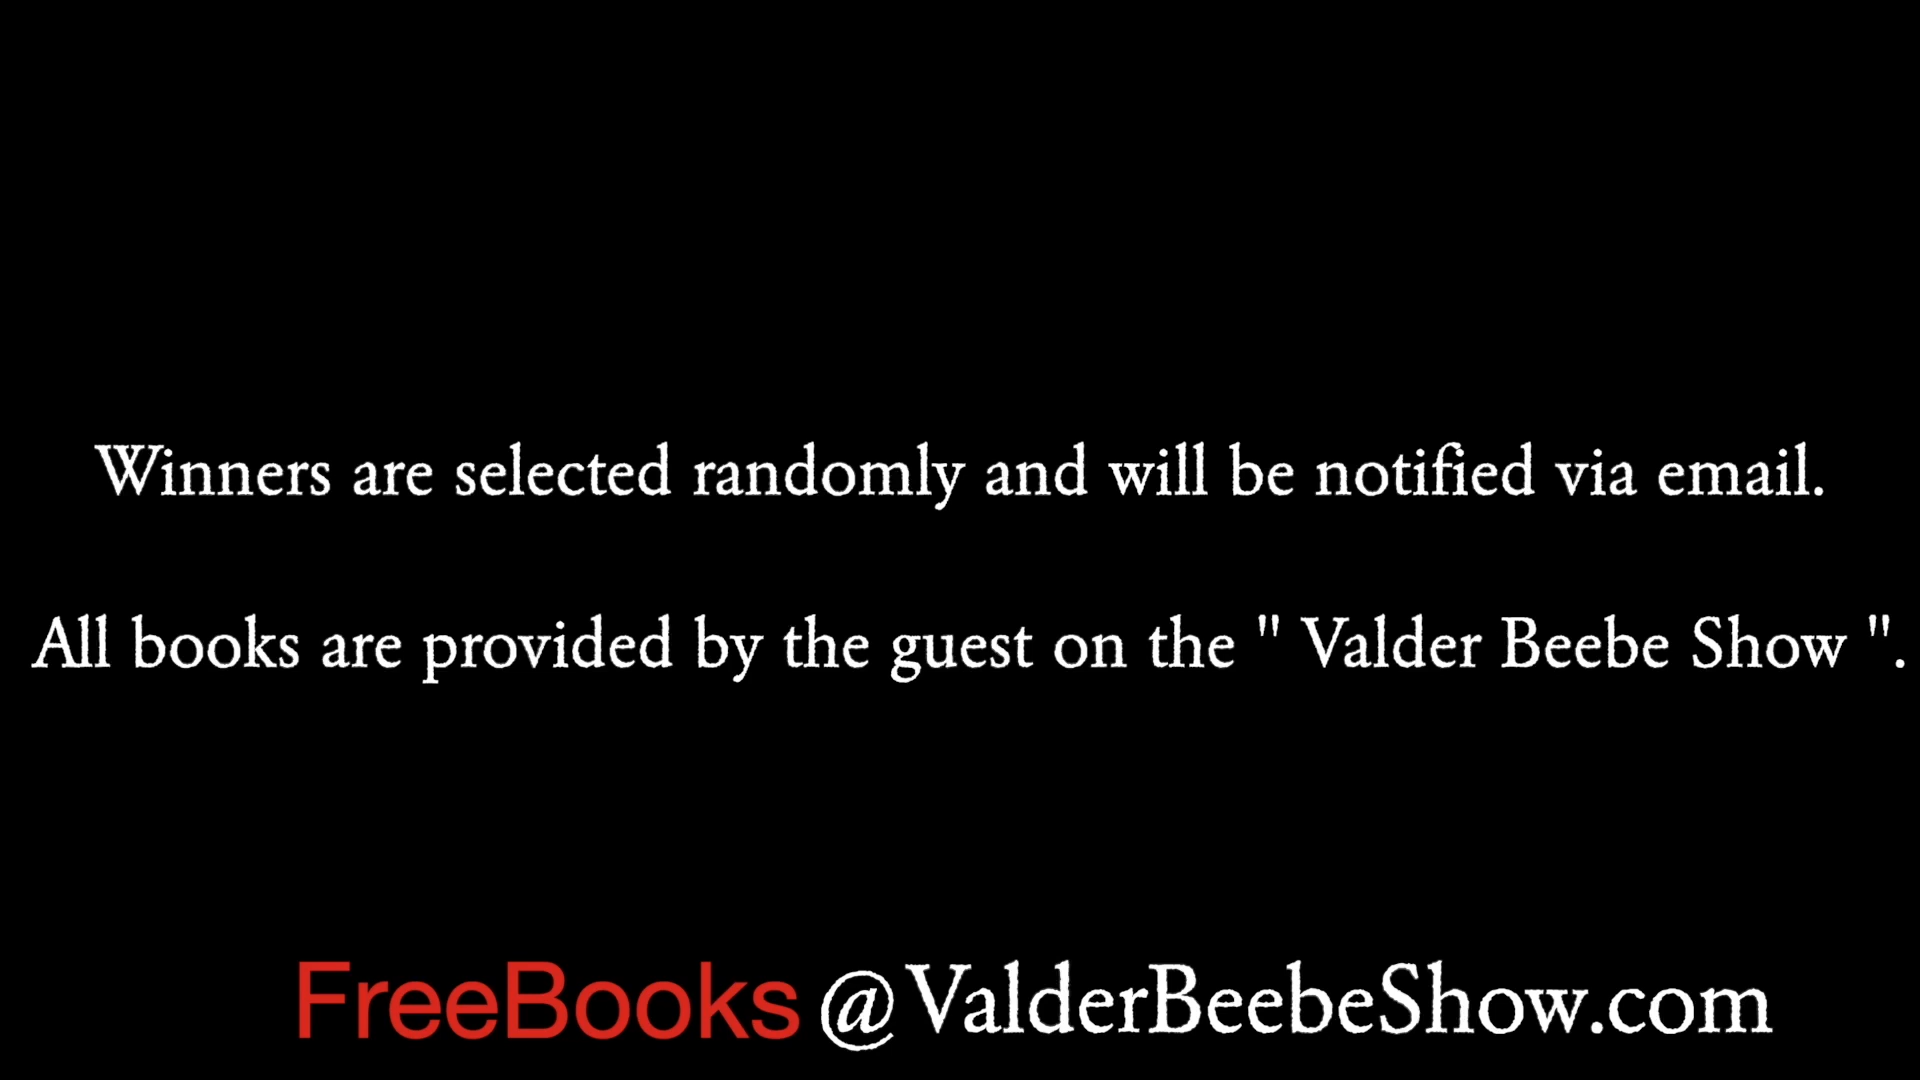 Winners are selected randomly and will be notified via email.
All books are provided by the guest on the " Valder Beebe Show ".
FreeBooks @ValderBeebeShow.com